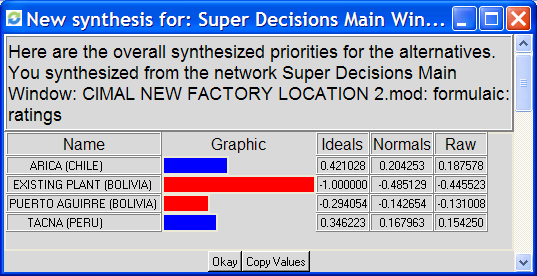 New synthesis for: Super Decisions Main Win...
Here are the overall synthesized priorities for the alternatives.
You synthesized from the network Super Decisions Main
Window: CIMAL NEW FACTORY LOCATION 2.mod: formulaic:
ratings
Name Graphic Ideals Normals Raw
ARICA (CHILE) 0.421028 0.204253 0.187578
EXISTING PLANT (BOLIVIA) -1.000000 -0.485129 -0.445523
PUERTO AGUIRRE (BOLIVIA) -0.294054 -0.142654 -0.131008
TACNA (PERU) 0.346223 0.167963 0.154250
Okay Copy Values